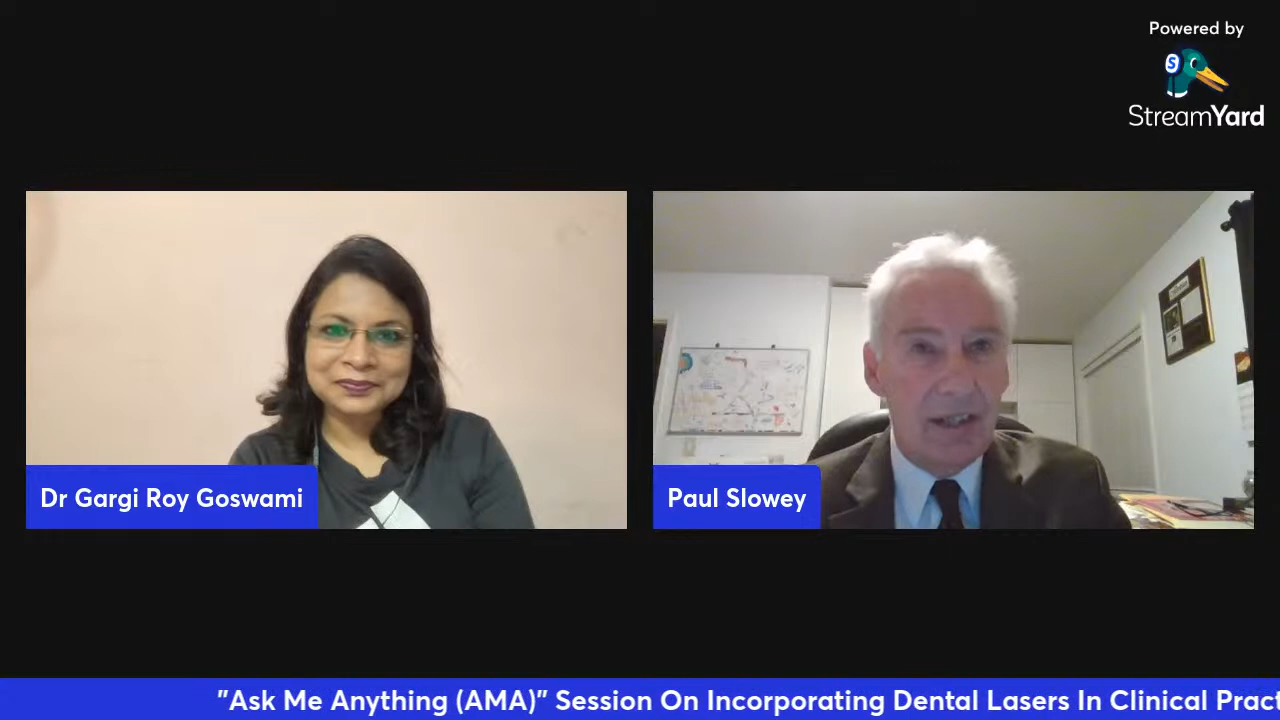 Powered by
S
StreamYard
Dr Gargi Roy Goswami
Paul Slowey
"Ask Me Anything (AMA)" Session On Incorporating Dental Lasers In Clinical Pract